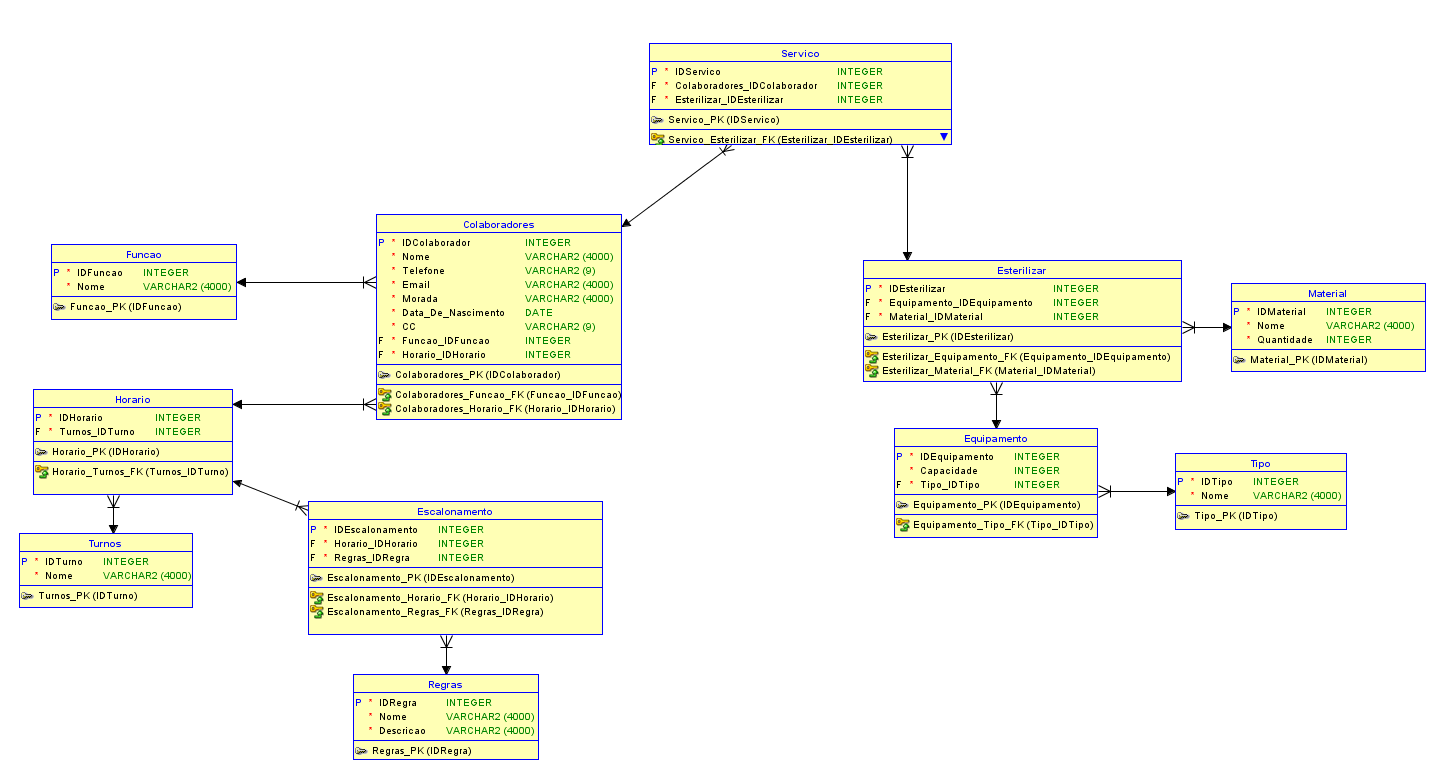 Servico
P * IDServico INTEGER
F * Colaboradores_IDColaborador INTEGER
F * Esterilizar_IDEsterilizar INTEGER
Servico_PK (IDServico)
Servico_Esterilizar_FK (Esterilizar_IDEsterilizar)
Colaboradores
P * IDColaborador INTEGER
* Nome VARCHAR2 (4000)
* Telefone VARCHAR2 (9)
* Email VARCHAR2 (4000)
* Morada VARCHAR2 (4000)
* Data_De_Nascimento DATE
* CC VARCHAR2 (9)
F * Funcao_IDFuncao INTEGER
F * Horario_IDHorario INTEGER
Colaboradores_PK (IDColaborador)
Colaboradores_Funcao_FK (Funcao_IDFuncao)
Colaboradores_Horario_FK (Horario_IDHorario)
Funcao
P * IDFuncao INTEGER
* Nome VARCHAR2 (4000)
Funcao_PK (IDFuncao)
Esterilizar
P * IDEsterilizar INTEGER
F * Equipamento_IDEquipamento INTEGER
F * Material_IDMaterial INTEGER
Esterilizar_PK (IDEsterilizar)
Esterilizar_Equipamento_FK (Equipamento_IDEquipamento)
Esterilizar_Material_FK (Material_IDMaterial)
Material
P * IDMaterial INTEGER
* Nome VARCHAR2 (4000)
* Quantidade INTEGER
Material_PK (IDMaterial)
Horario
P * IDHorario INTEGER
F * Turnos_IDTurno INTEGER
Horario_PK (IDHorario)
Horario_Turnos_FK (Turnos_IDTurno)
Equipamento
P * IDEquipamento INTEGER
* Capacidade INTEGER
F * Tipo_IDTipo INTEGER
Equipamento_PK (IDEquipamento)
Equipamento_Tipo_FK (Tipo_IDTipo)
Tipo
P * IDTipo INTEGER
* Nome VARCHAR2 (4000)
Tipo_PK (IDTipo)
Turnos
P * IDTurno INTEGER
* Nome VARCHAR2 (4000)
Turnos_PK (IDTurno)
Escalonamento
P * IDEscalonamento INTEGER
F * Horario_IDHorario INTEGER
F * Regras_IDRegra INTEGER
Escalonamento_PK (IDEscalonamento)
Escalonamento_Horario_FK (Horario_IDHorario)
Escalonamento_Regras_FK (Regras_IDRegra)
Regras
P * IDRegra INTEGER
* Nome VARCHAR2 (4000)
* Descricao VARCHAR2 (4000)
Regras_PK (IDRegra)